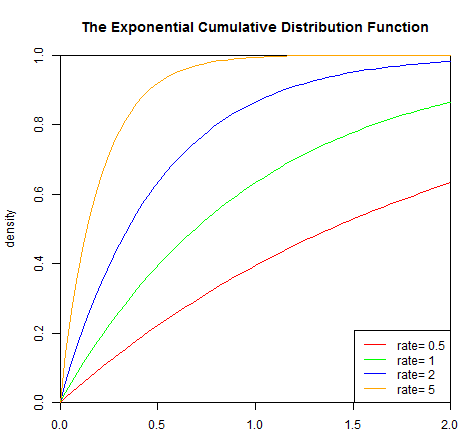 The Exponential Cumulative Distribution Function
density
1.0
0.8
0.6
0.4
0.2
0.0
rate= 0.5
rate= 1
rate= 2
rate= 5
0.0 0.5 1.0 1.5 2.0